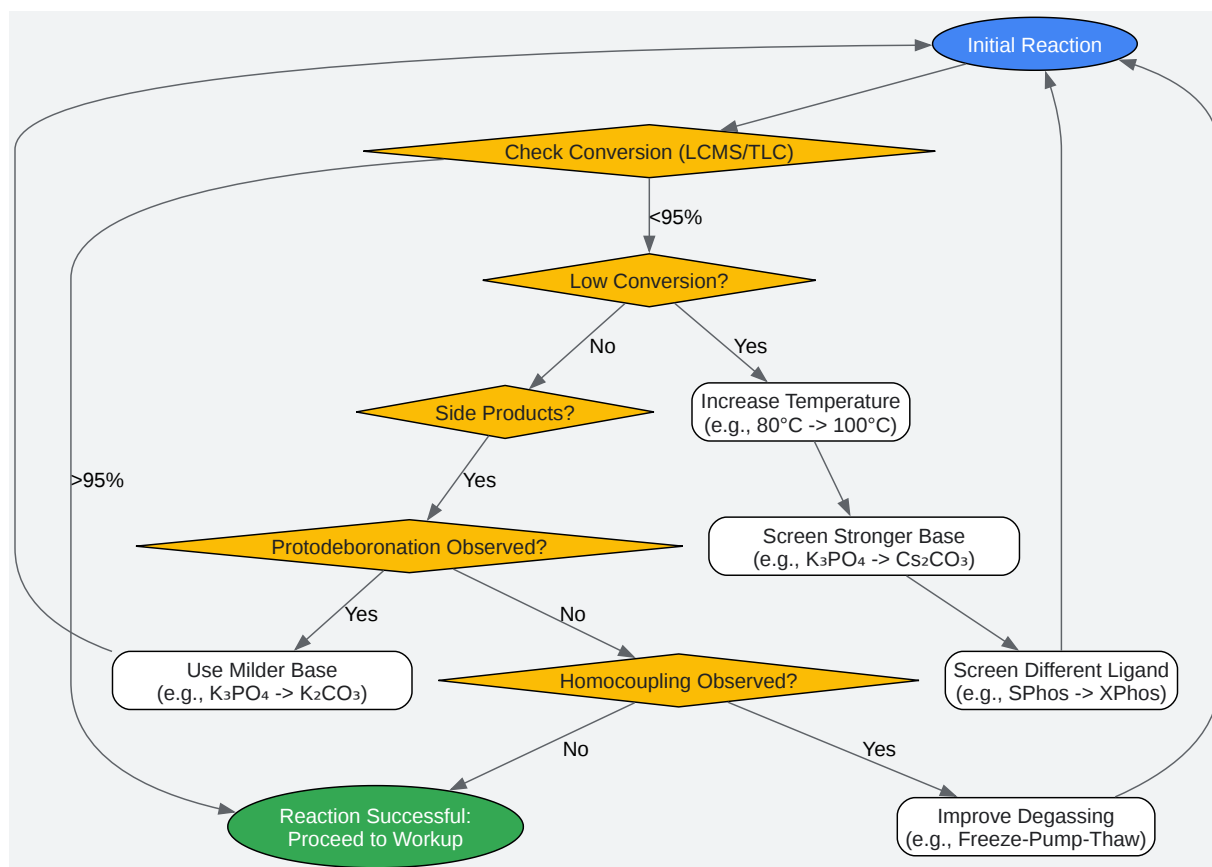 Initial Reaction
Check Conversion (LCMS/TLC)
<95%
Low Conversion?
No
Yes
Increase Temperature
(e.g., 80°C -> 100°C)
Side Products?
>95%
Yes
Screen Stronger Base
(e.g., K₃PO₄ -> Cs₂CO₃)
Protodeboronation Observed?
Yes
No
Use Milder Base
(e.g., K₃PO₄ -> K₂CO₃)
Homocoupling Observed?
Screen Different Ligand
(e.g., SPhos -> XPhos)
No
Yes
Reaction Successful:
Proceed to Workup
Improve Degassing
(e.g., Freeze-Pump-Thaw)